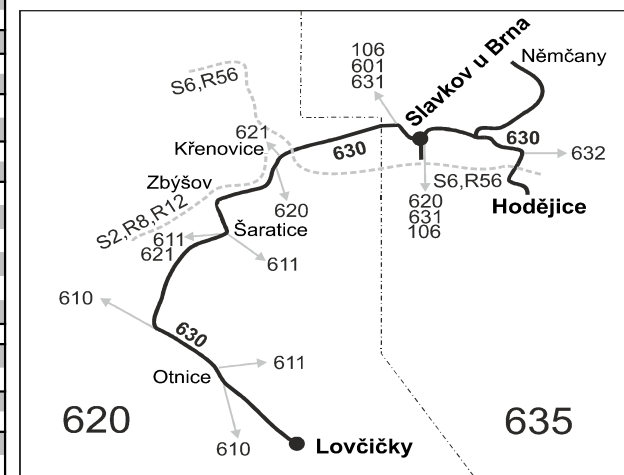 Slavkov u Brna
Němčany
106
601
631
S6,R56
621
Křenovice
630
630
632
Zbýšov
S6,R56
620
620
631
106
Hodějice
S2,R8,R12
Šaratice
611
621
611
610
630
Otnice
611
620
635
610
Lovčičky